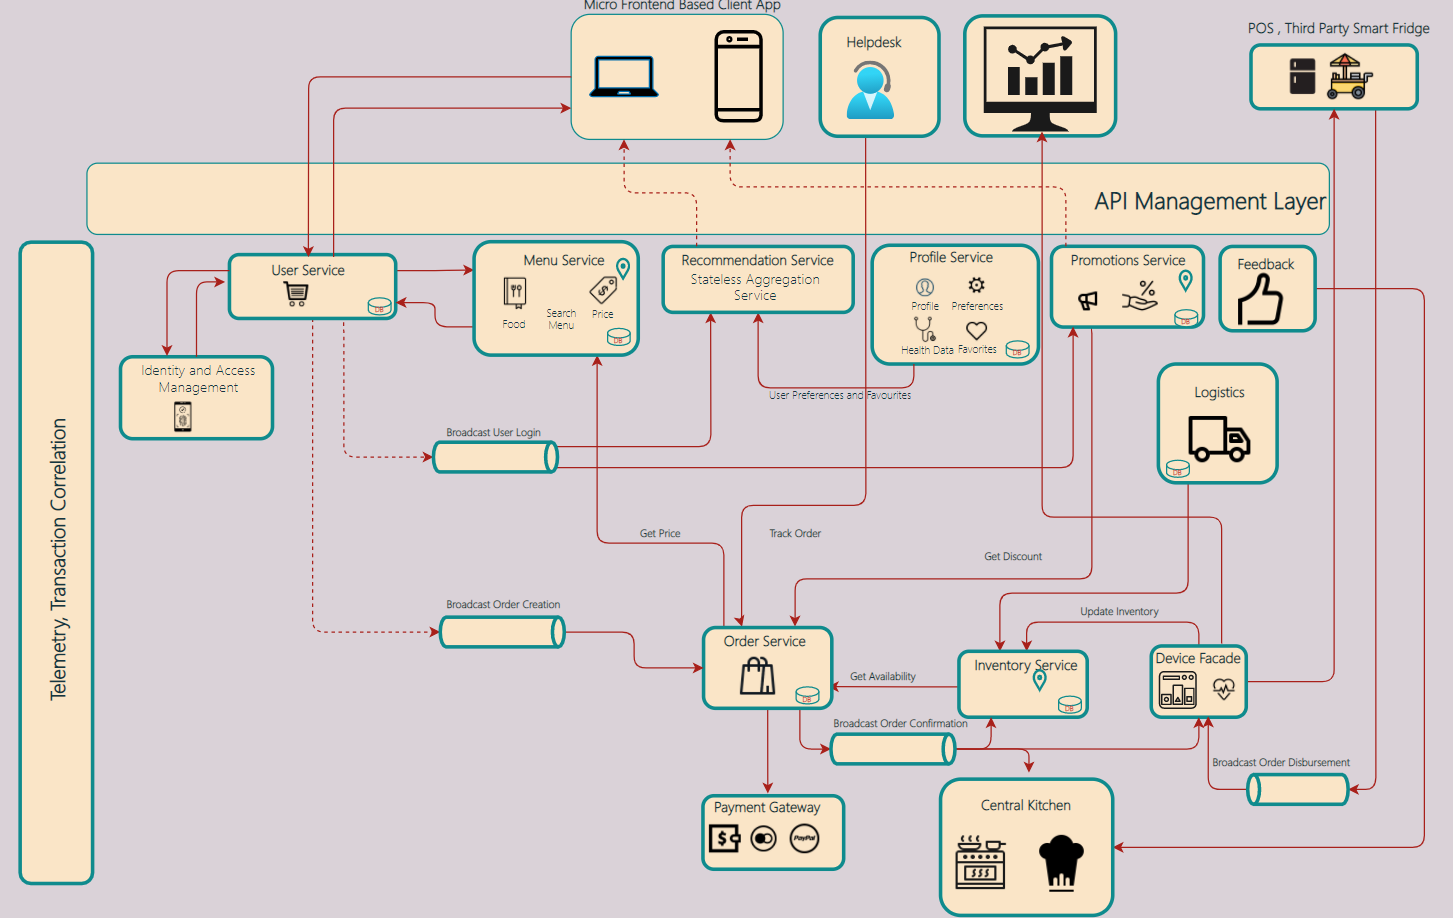 Micro Frontend Based Client App
Helpdesk
POS , Third Party Smart Fridge
API Management Layer
Telemetry, Transaction Correlation
User Service
DB
Menu Service
Food
Search
Menu
Price
DB
Recommendation Service
Stateless Aggregation
Service
Profile Service
Profile
Preferences
Health Data
Favorites
DB
Promotions Service
DB
Feedback
Identity and Access
Management
User Preferences and Favourites
Logistics
DB
Broadcast User Login
Get Price
Track Order
Get Discount
Broadcast Order Creation
Update Inventory
Order Service
DB
Get Availability
Inventory Service
DB
Device Facade
Broadcast Order Confirmation
Broadcast Order Disbursement
Payment Gateway
$
PayPal
Central Kitchen
$$$